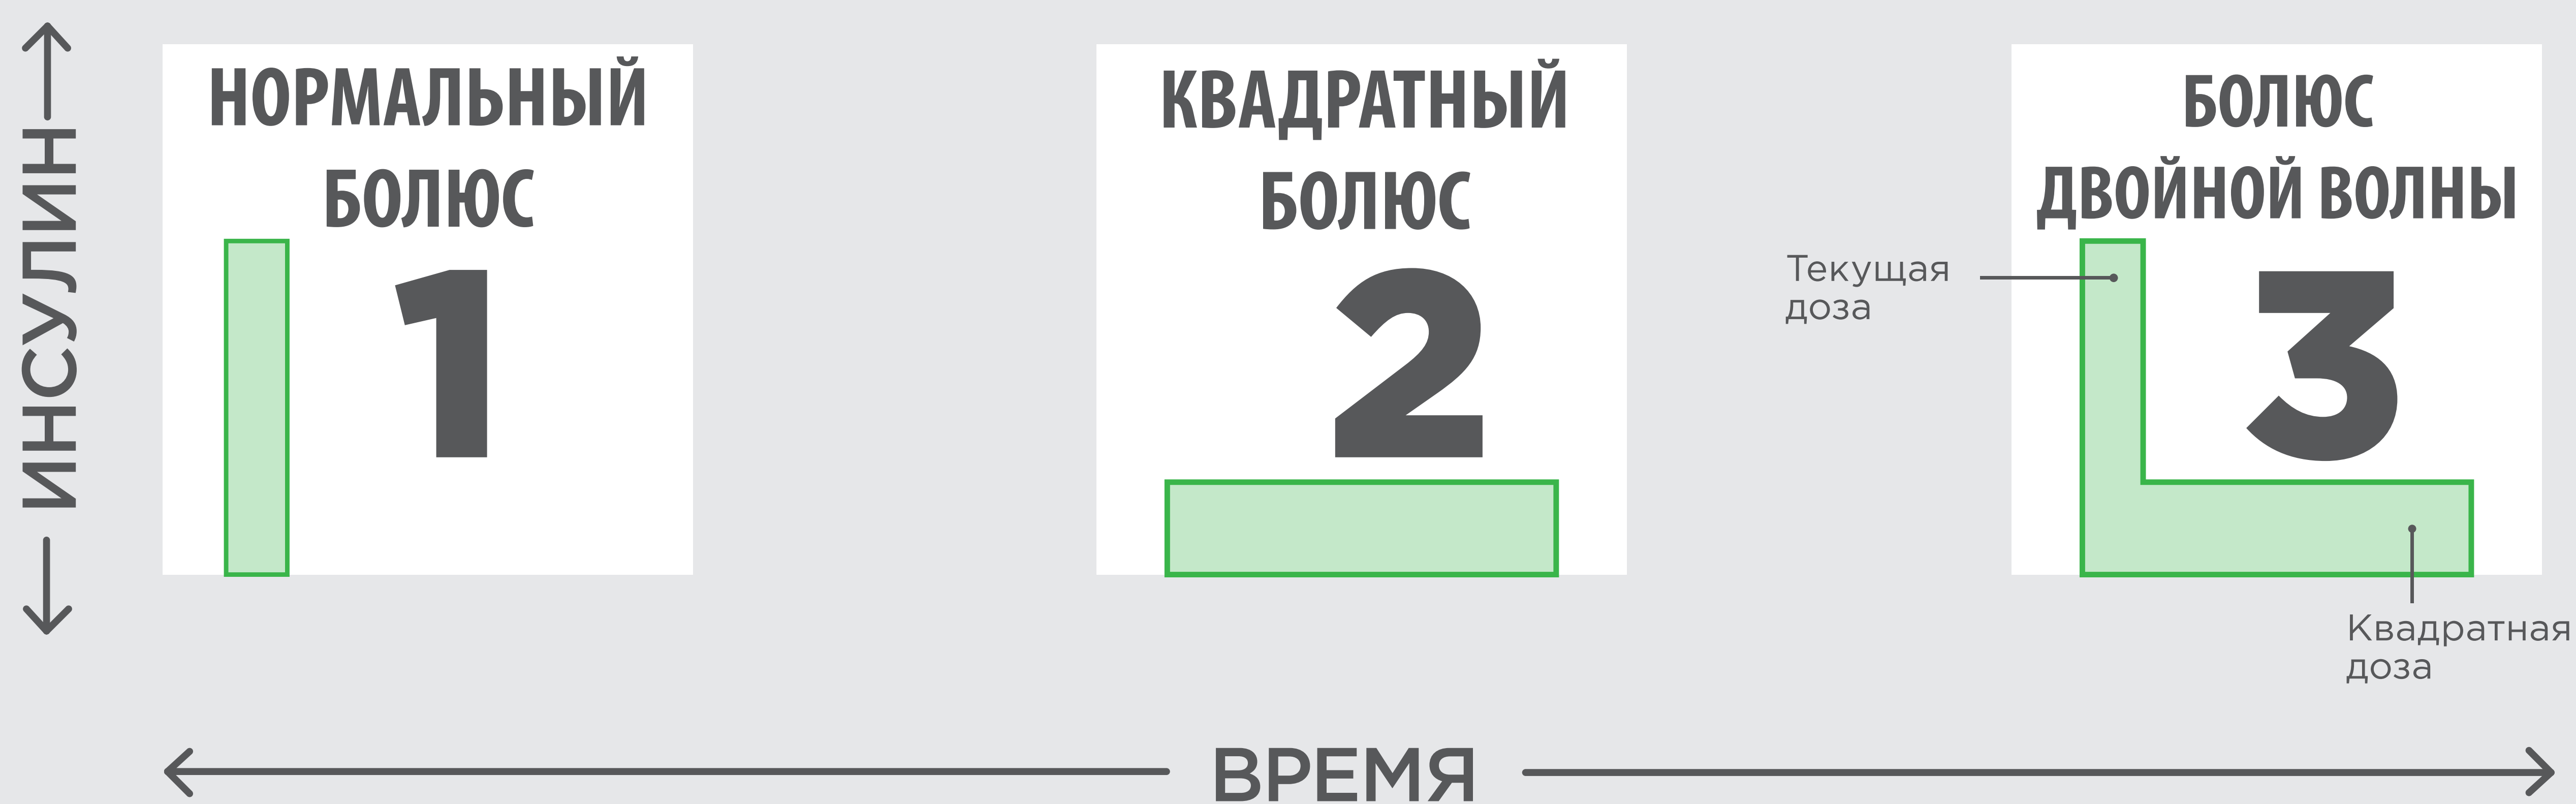 ИНСУЛИН
НОРМАЛЬНЫЙ
БОЛЮС
1
КВАДРАТНЫЙ
БОЛЮС
2
БОЛЮС
ДВОЙНОЙ ВОЛНЫ
3
Текущая
доза
Квадратная
доза
ВРЕМЯ